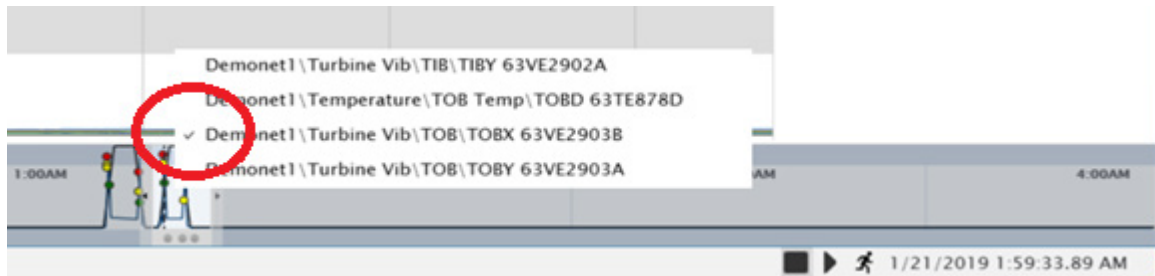 Demonet1\Turbine Vib\TIB\TIBY 63VE2902A
Demonet1\Temperature\TOB Temp\TOBD 63TE878D
✓ Demonet1\Turbine Vib\TOB\TOBX 63VE2903B
Demonet1\Turbine Vib\TOB\TOBY 63VE2903A
1:00AM AM 4:00AM
1/21/2019 1:59:33.89 AM